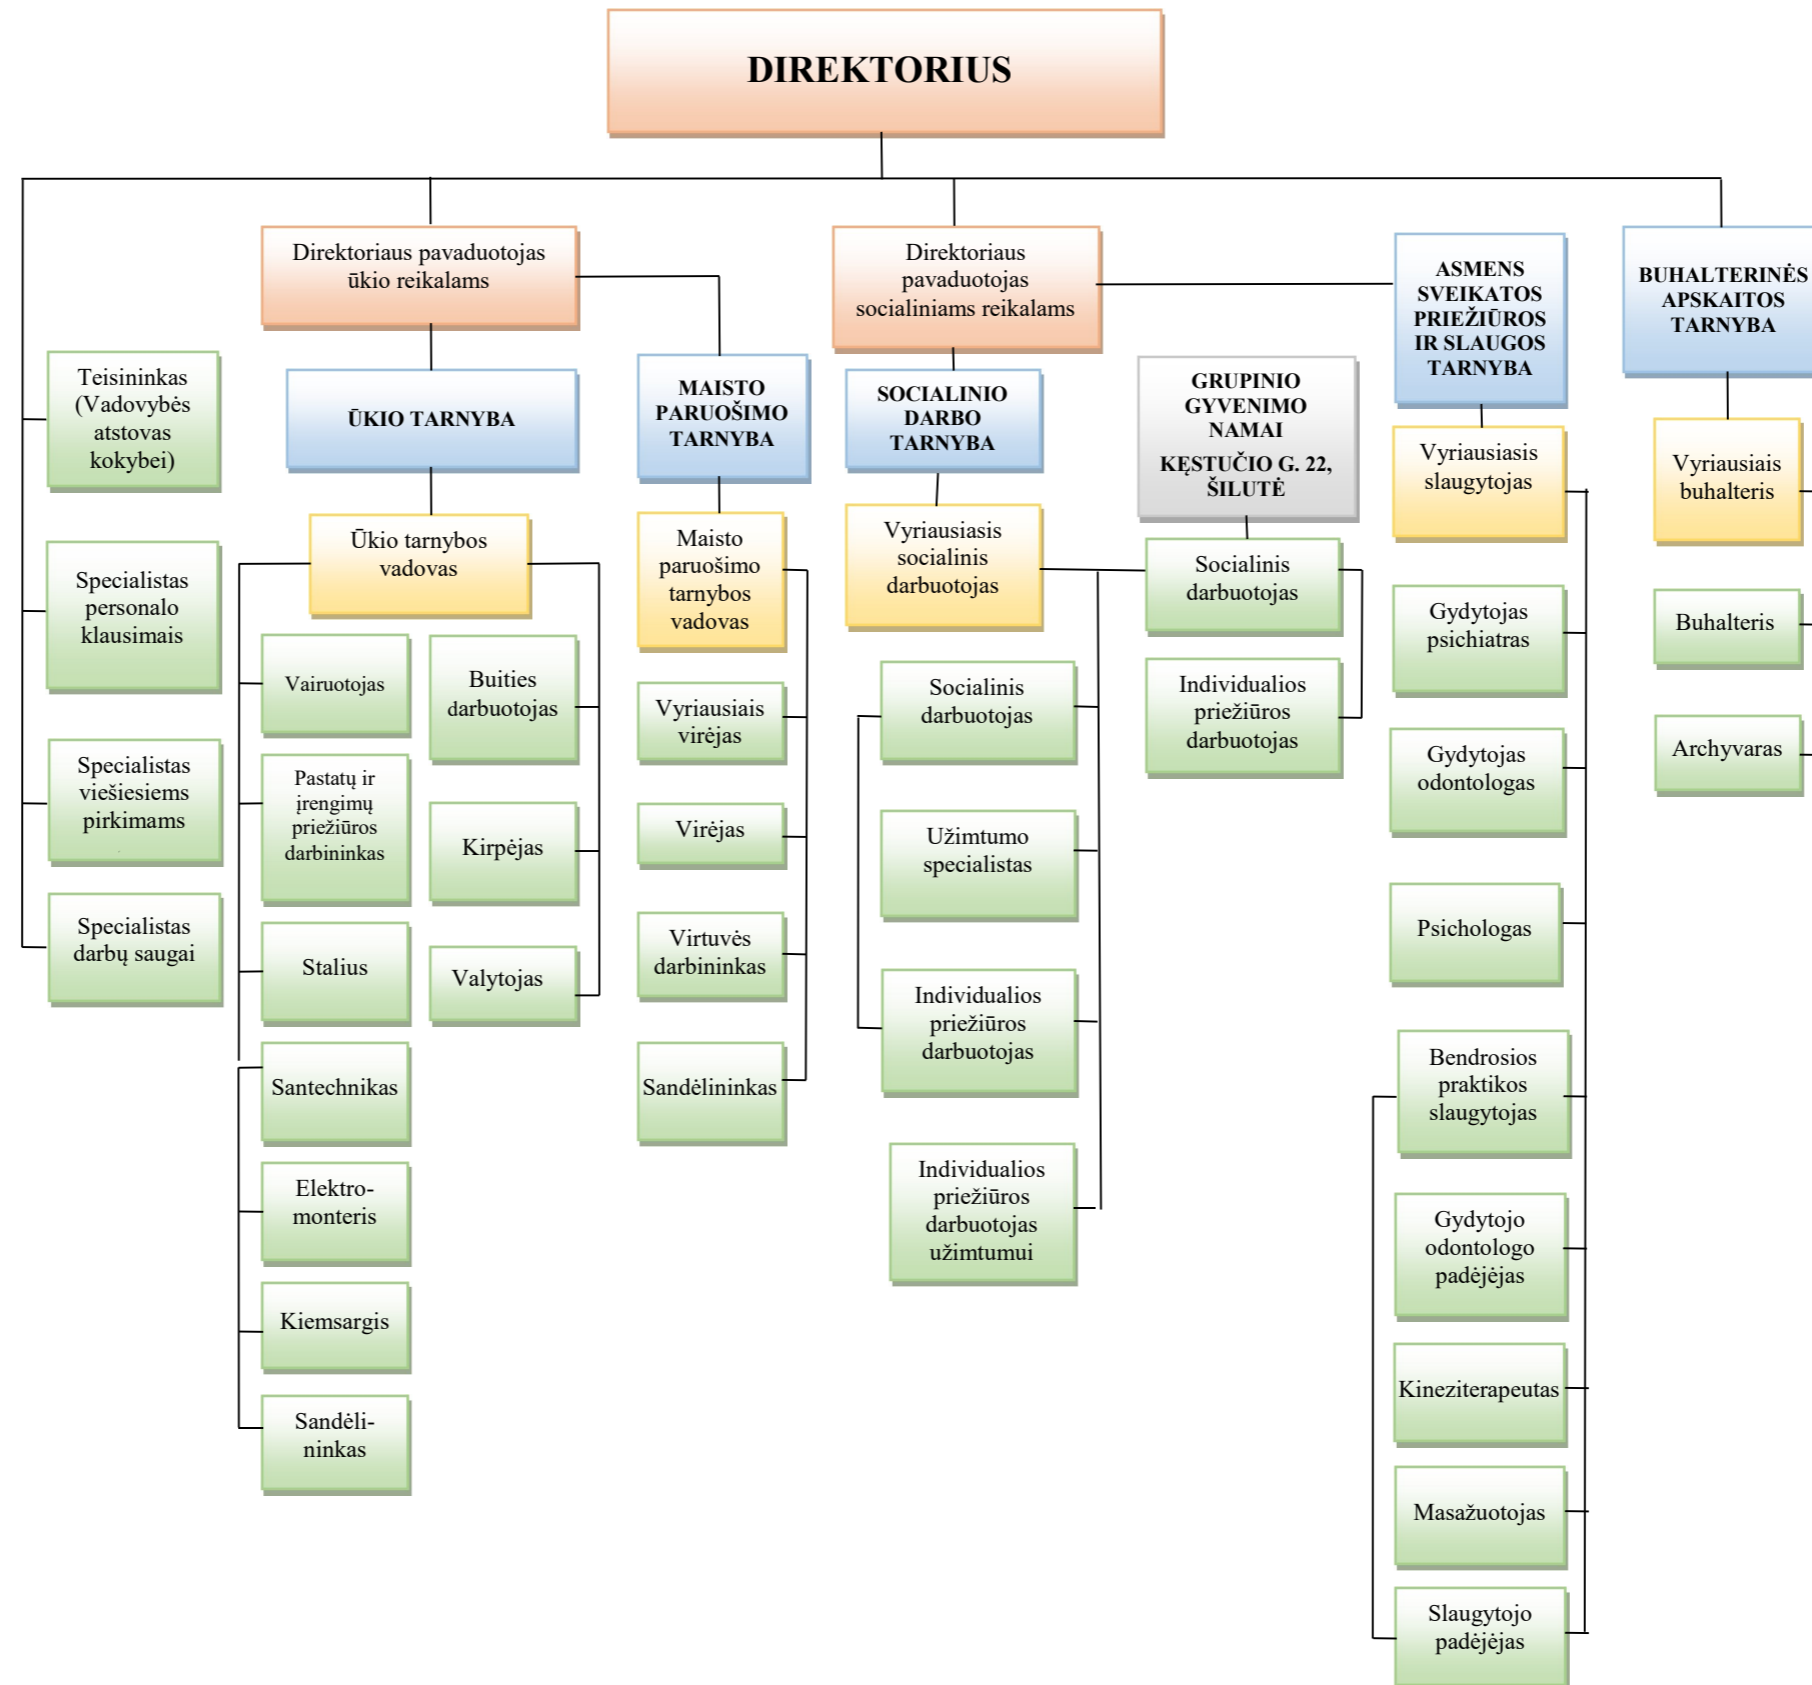 DIREKTORIUS
Direktoriaus pavaduotojas
ūkio reikalams
Direktoriaus
pavaduotojas
socialiniams reikalams
ASMENS
SVEIKATOS
PRIEŽIŪROS
IR SLAUGOS
TARNYBA
BUHALTERINĖS
APSKAITOS
TARNYBA
Teisininkas
(Vadovybės
atstovas
kokybei)
Specialistas
personalo
klausimais
Specialistas
viešiesiems
pirkimams
Specialistas
darbų saugai
ŪKIO TARNYBA
Ūkio tarnybos
vadovas
Vairuotojas
Pastatų ir
įrengimų
priežiūros
darbininkas
Stalius
Santechnikas
Elektro-
monteris
Kiemsargis
Sandėli-
ninkas
Buities
darbuotojas
Kirpėjas
Valytojas
MAISTO
PARUOŠIMO
TARNYBA
Maisto
paruošimo
tarnybos
vadovas
Vyriausiais
virėjas
Virėjas
Virtuvės
darbininkas
Sandėlininkas
SOCIALINIO
DARBO
TARNYBA
Vyriausiasis
socialinis
darbuotojas
Socialinis
darbuotojas
Užimtumo
specialistas
Individualios
priežiūros
darbuotojas
Individualios
priežiūros
darbuotojas
užimtumui
GRUPINIO
GYVENIMO
NAMAI
KĘSTUČIO G. 22,
ŠILUTĖ
Socialinis
darbuotojas
Individualios
priežiūros
darbuotojas
Vyriausiasis
slaugytojas
Gydytojas
psichiatras
Gydytojas
odontologas
Psichologas
Bendrosios
praktikos
slaugytojas
Gydytojo
odontologo
padėjėjas
Kineziterapeutas
Masažuotojas
Slaugytojo
padėjėjas
Vyriausiais
buhalteris
Buhalteris
Archyvaras